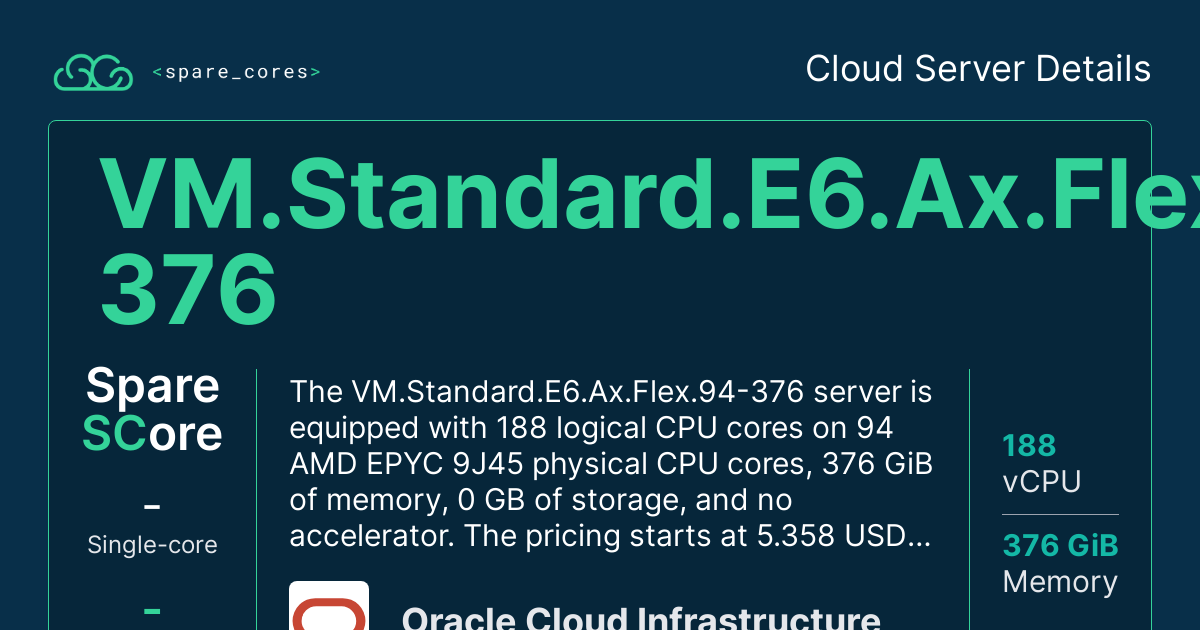 <spare_cores>
Cloud Server Details
VM.Standard.E6.Ax.Flex
376
Spare
SCore
-
Single-core
-
The VM.Standard.E6.Ax.Flex.94-376 server is
equipped with 188 logical CPU cores on 94
AMD EPYC 9J45 physical CPU cores, 376 GiB
of memory, 0 GB of storage, and no
accelerator. The pricing starts at 5.358 USD...
Oracle Cloud Infrastructure
188
vCPU
376 GiB
Memory